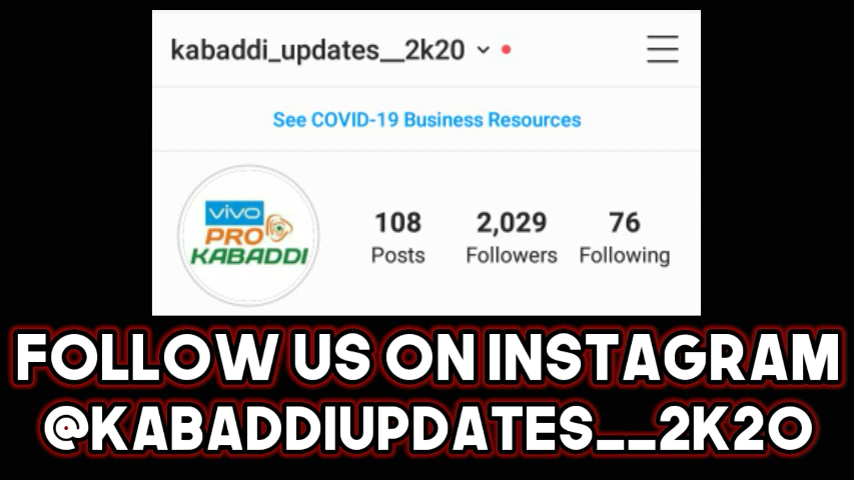 kabaddi_updates__2k20
See COVID-19 Business Resources
vivo
PRO
KABADDI
108 2,029 76
Posts Followers Following
FOLLOW US ON INSTAGRAM
@KABADDIUPDATES__2K20